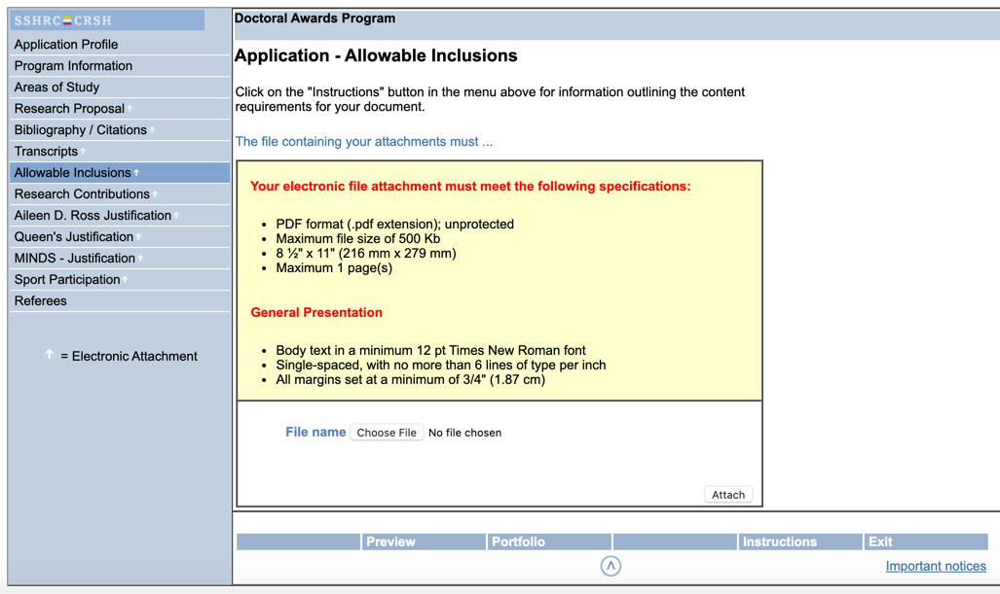 SSHRC CRSH
Application Profile
Program Information
Areas of Study
Research Proposal
Bibliography / Citations
Transcripts
Allowable Inclusions
Research Contributions
Aileen D. Ross Justification
Queen's Justification
MINDS - Justification
Sport Participation
Referees
= Electronic Attachment
Doctoral Awards Program
Application - Allowable Inclusions
Click on the "Instructions" button in the menu above for information outlining the content
requirements for your document.
The file containing your attachments must ...
Your electronic file attachment must meet the following specifications:
• PDF format (.pdf extension); unprotected
• Maximum file size of 500 Kb
• 8 ½" x 11" (216 mm x 279 mm)
• Maximum 1 page(s)
General Presentation
• Body text in a minimum 12 pt Times New Roman font
• Single-spaced, with no more than 6 lines of type per inch
• All margins set at a minimum of 3/4" (1.87 cm)
File name Choose File No file chosen
Attach
Preview Portfolio Instructions Exit
Important notices